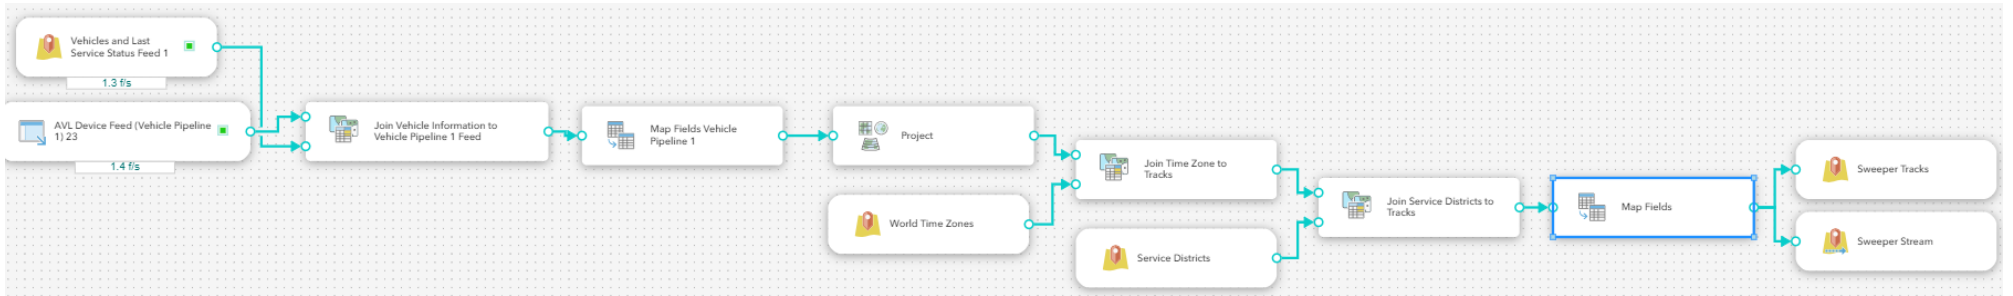 Vehicles and Last
Service Status Feed 1
1.3 f/s
AVL Device Feed (Vehicle Pipeline
1) 23
1.4 f/s
Join Vehicle Information to
Vehicle Pipeline 1 Feed
Map Fields Vehicle
Pipeline 1
Project
World Time Zones
Join Time Zone to
Tracks
Service Districts
Join Service Districts to
Tracks
Map Fields
Sweeper Tracks
Sweeper Stream